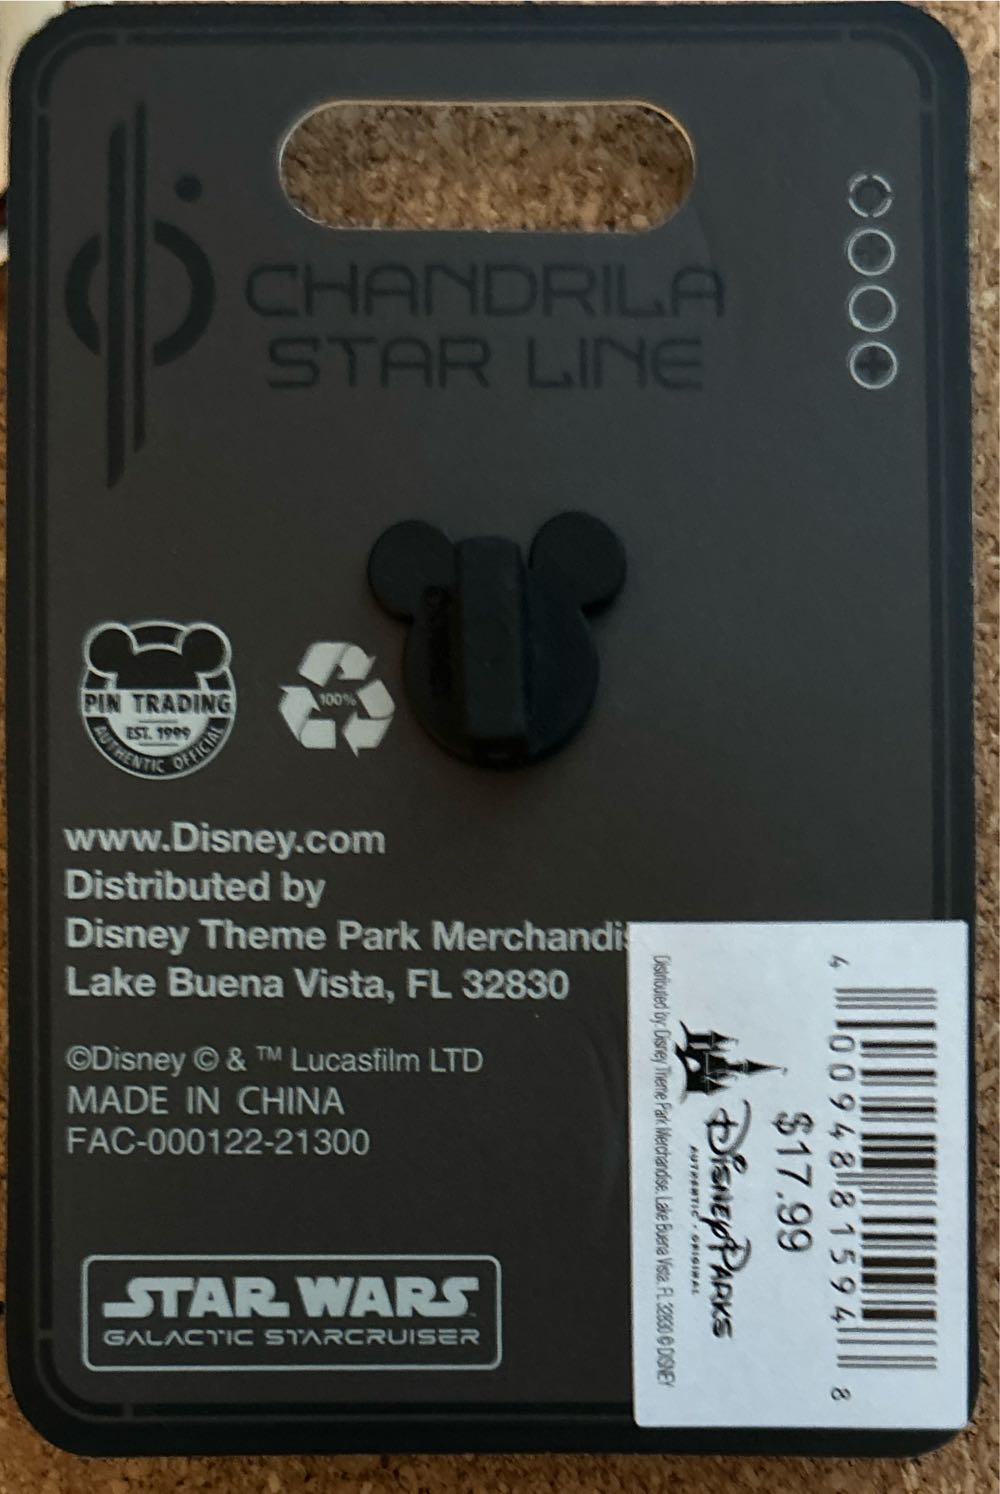 CHANDRILA
STAR LINE
PIN TRADING
EST. 1999
AUTHENTIC OFFICIAL
100%
www.Disney.com
Distributed by
Disney Theme Park Merchandis
Lake Buena Vista, FL 32830
©Disney © & ™ Lucasfilm LTD
MADE IN CHINA
FAC-000122-21300
STAR WARS™
GALACTIC STARCRUISER
4 00948 81594 8
$17.99
Disney PARKS
AUTHENTIC • ORIGINAL
Distributed by: Disney Theme Park Merchandise, Lake Buena Vista, FL 32830 © DISNEY